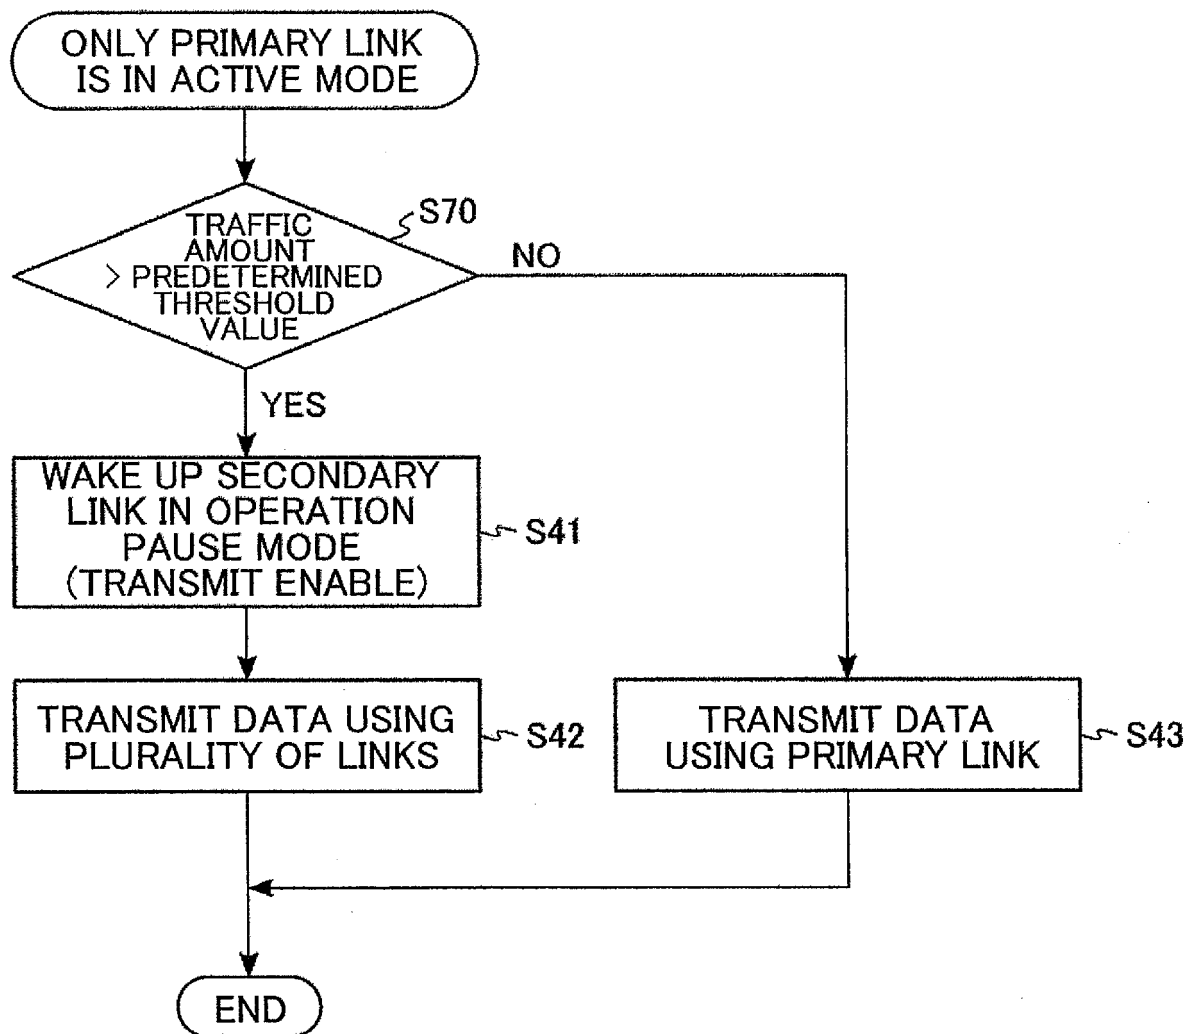 ONLY PRIMARY LINK
IS IN ACTIVE MODE
TRAFFIC
AMOUNT
> PREDETERMINED
THRESHOLD
VALUE
S70
NO
YES
WAKE UP SECONDARY
LINK IN OPERATION
PAUSE MODE
(TRANSMIT ENABLE)
S41
TRANSMIT DATA USING
PLURALITY OF LINKS
S42
TRANSMIT DATA
USING PRIMARY LINK
S43
END